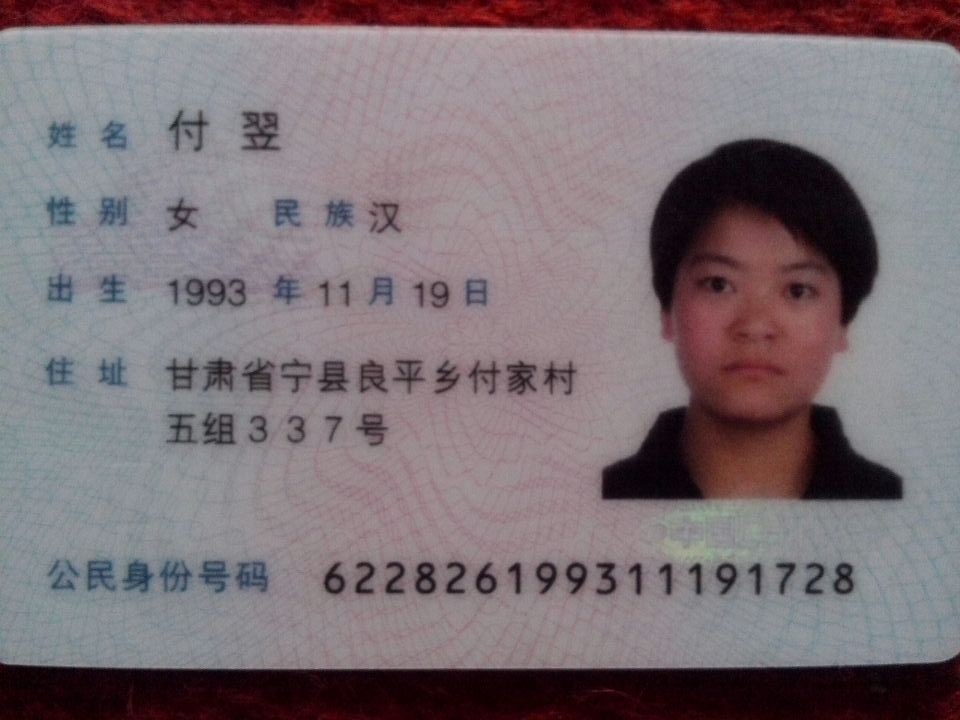 姓名 付翌
性别 女 民族 汉
出生 1993 年 11 月 19 日
住址 甘肃省宁县良平乡付家村
五组337号
公民身份号码 622826199311191728